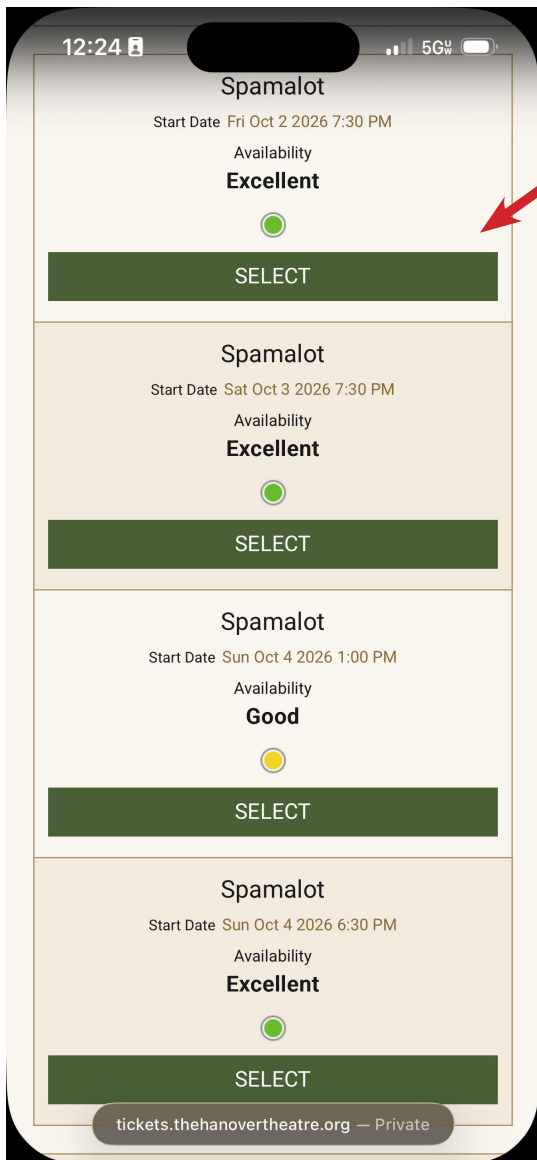 12:24
5G UW
Spamalot
Start Date Fri Oct 2 2026 7:30 PM
Availability
Excellent
SELECT
Spamalot
Start Date Sat Oct 3 2026 7:30 PM
Availability
Excellent
SELECT
Spamalot
Start Date Sun Oct 4 2026 1:00 PM
Availability
Good
SELECT
Spamalot
Start Date Sun Oct 4 2026 6:30 PM
Availability
Excellent
SELECT
tickets.thehanovertheatre.org — Private